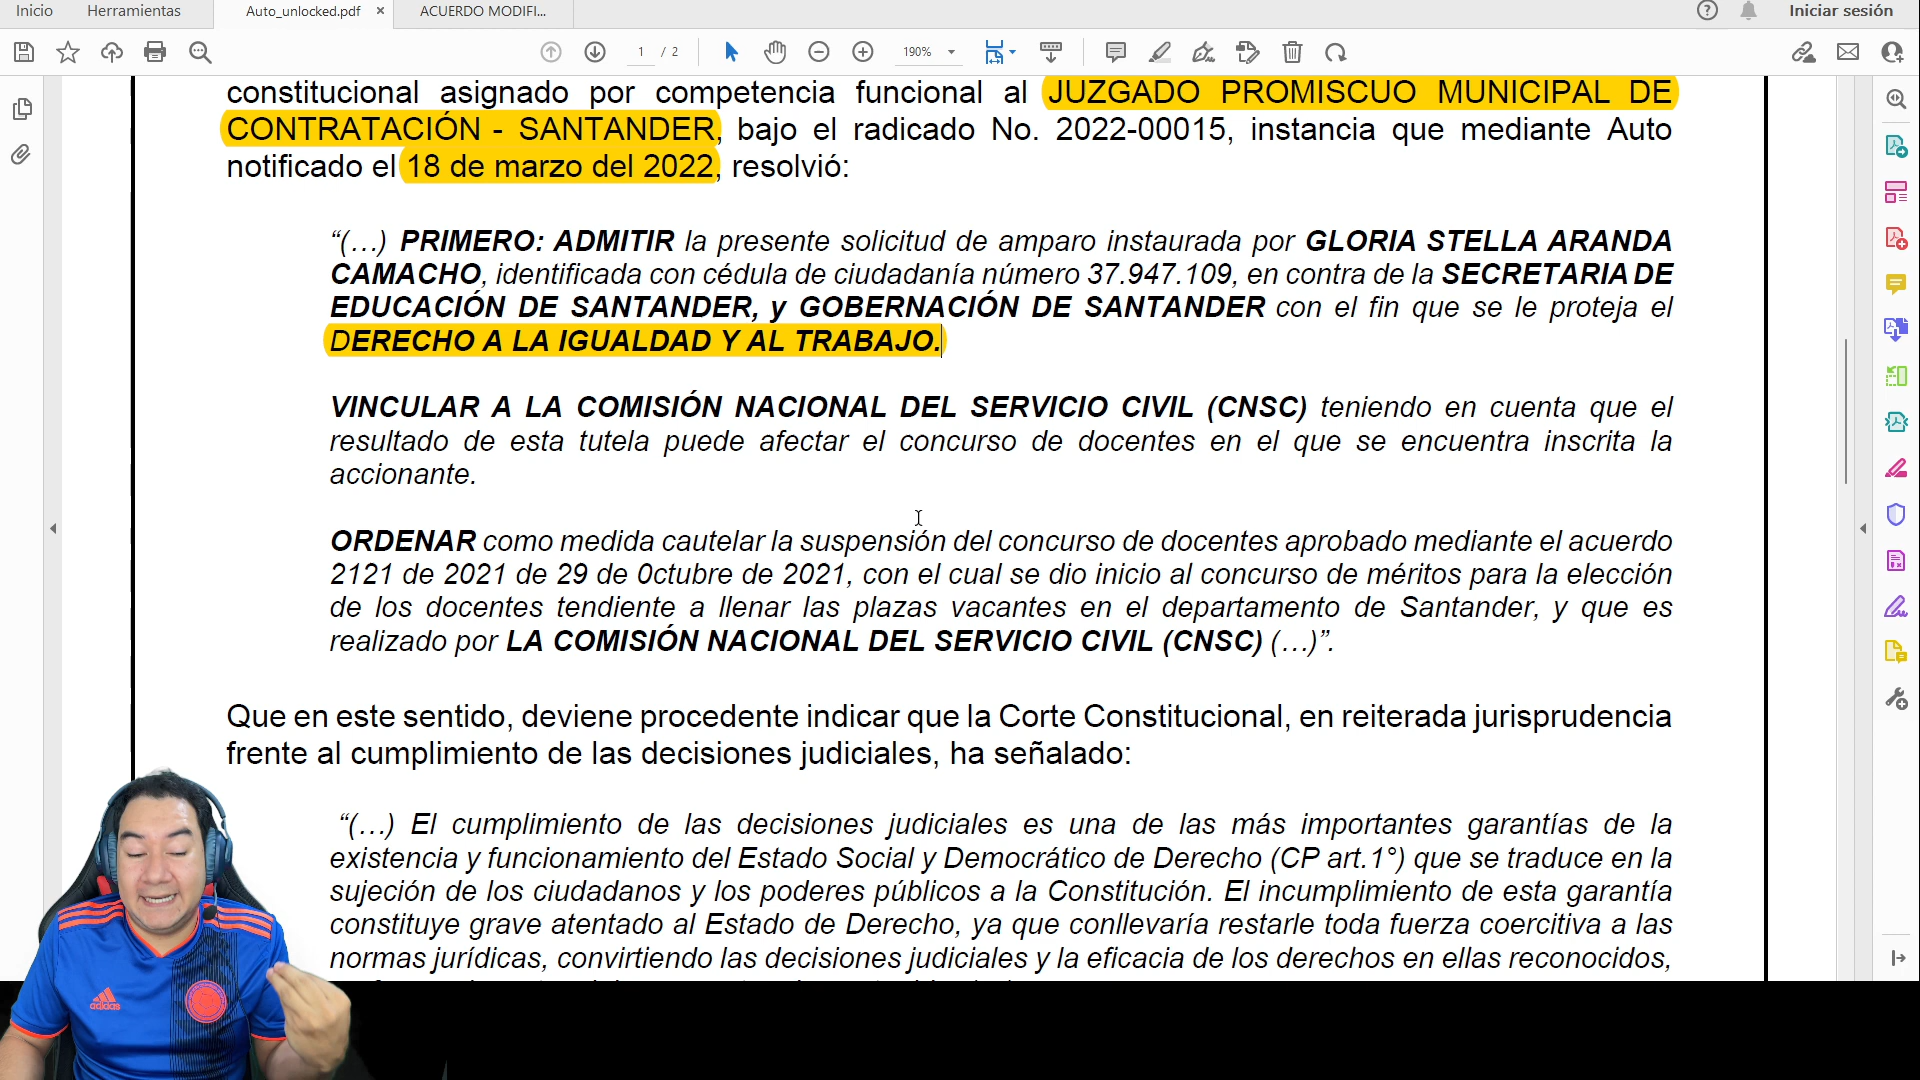 Inicio Herramientas Auto_unlocked.pdf × ACUERDO MODIFI... Iniciar sesión
1 / 2 190%
constitucional asignado por competencia funcional al JUZGADO PROMISCUO MUNICIPAL DE
CONTRATACIÓN - SANTANDER, bajo el radicado No. 2022-00015, instancia que mediante Auto
notificado el 18 de marzo del 2022, resolvió:
“(…) PRIMERO: ADMITIR la presente solicitud de amparo instaurada por GLORIA STELLA ARANDA
CAMACHO, identificada con cédula de ciudadanía número 37.947.109, en contra de la SECRETARIA DE
EDUCACIÓN DE SANTANDER, y GOBERNACIÓN DE SANTANDER con el fin que se le proteja el
DERECHO A LA IGUALDAD Y AL TRABAJO.
VINCULAR A LA COMISIÓN NACIONAL DEL SERVICIO CIVIL (CNSC) teniendo en cuenta que el
resultado de esta tutela puede afectar el concurso de docentes en el que se encuentra inscrita la
accionante.
ORDENAR como medida cautelar la suspensión del concurso de docentes aprobado mediante el acuerdo
2121 de 2021 de 29 de 0ctubre de 2021, con el cual se dio inicio al concurso de méritos para la elección
de los docentes tendiente a llenar las plazas vacantes en el departamento de Santander, y que es
realizado por LA COMISIÓN NACIONAL DEL SERVICIO CIVIL (CNSC) (…)”.
Que en este sentido, deviene procedente indicar que la Corte Constitucional, en reiterada jurisprudencia
frente al cumplimiento de las decisiones judiciales, ha señalado:
“(…) El cumplimiento de las decisiones judiciales es una de las más importantes garantías de la
existencia y funcionamiento del Estado Social y Democrático de Derecho (CP art.1°) que se traduce en la
sujeción de los ciudadanos y los poderes públicos a la Constitución. El incumplimiento de esta garantía
constituye grave atentado al Estado de Derecho, ya que conllevaría restarle toda fuerza coercitiva a las
normas jurídicas, convirtiendo las decisiones judiciales y la eficacia de los derechos en ellas reconocidos,
adidas